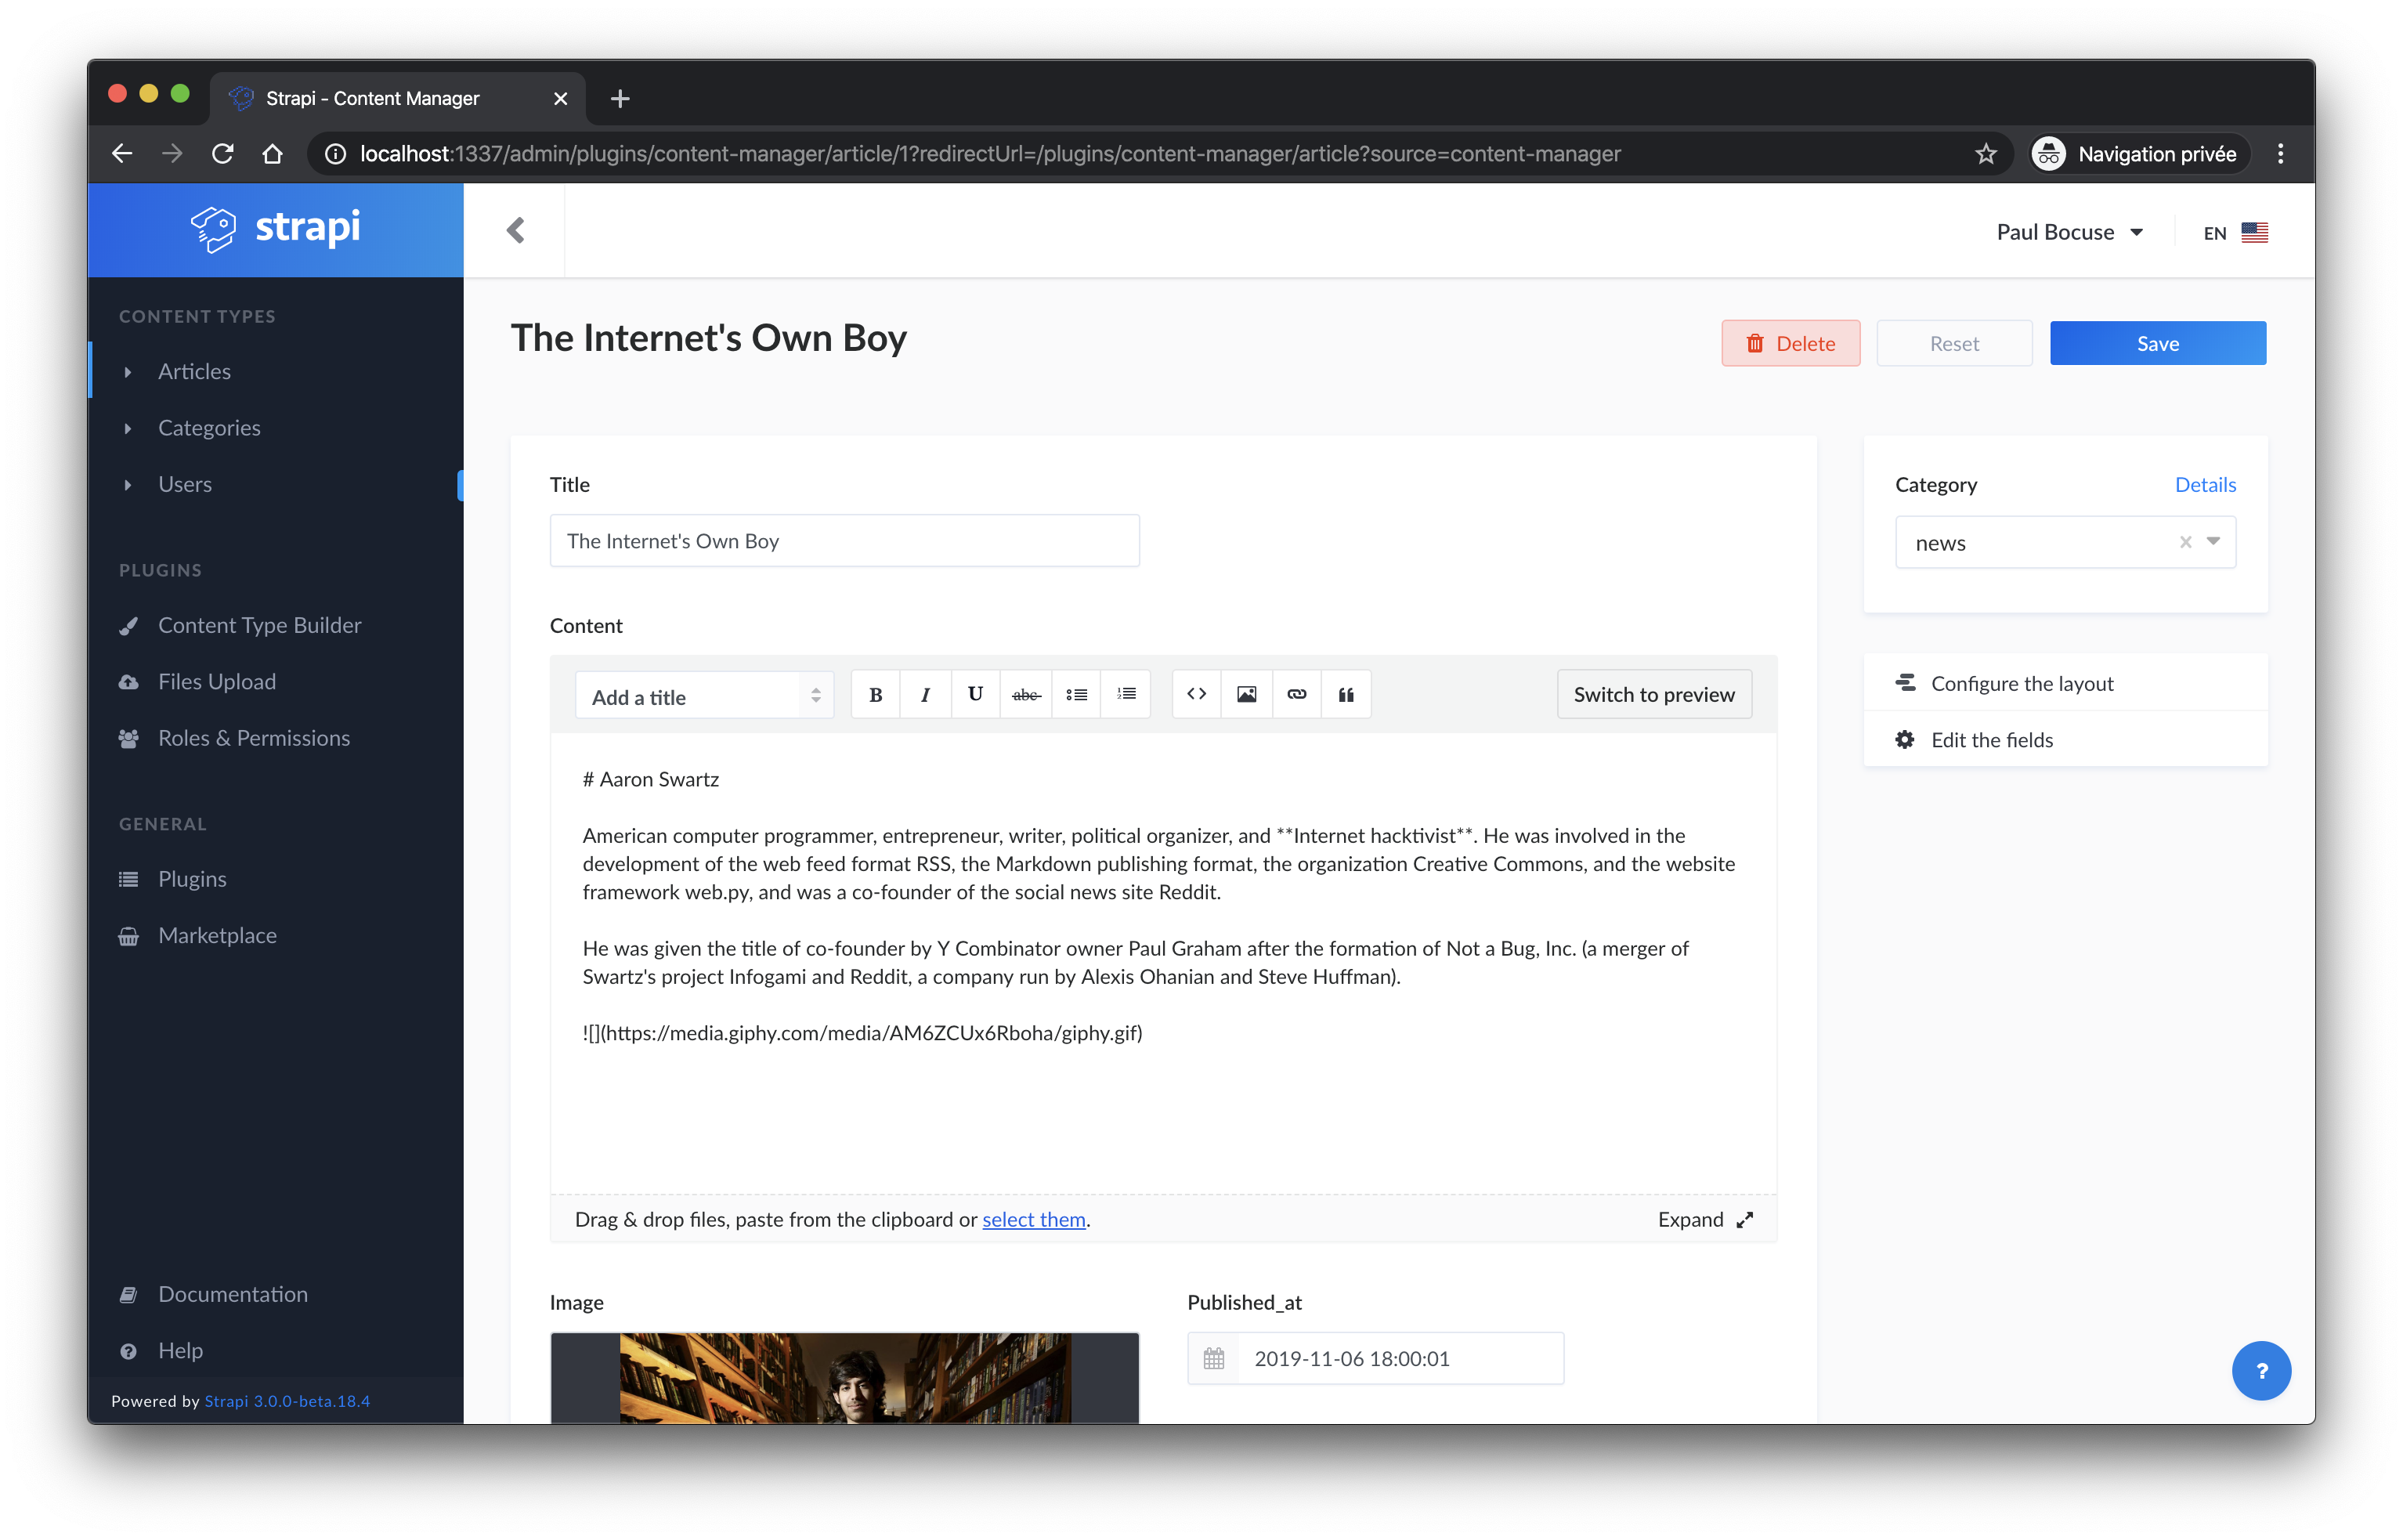 Strapi - Content Manager
localhost:1337/admin/plugins/content-manager/article/1?redirectUrl=/plugins/content-manager/article?source=content-manager
Navigation privée
strapi
Paul Bocuse
EN
CONTENT TYPES
Articles
Categories
Users
PLUGINS
Content Type Builder
Files Upload
Roles & Permissions
GENERAL
Plugins
Marketplace
Documentation
Help
Powered by Strapi 3.0.0-beta.18.4
The Internet's Own Boy
Delete
Reset
Save
Title
The Internet's Own Boy
Content
Add a title
B
I
U
abc
Switch to preview
# Aaron Swartz
American computer programmer, entrepreneur, writer, political organizer, and **Internet hacktivist**. He was involved in the
development of the web feed format RSS, the Markdown publishing format, the organization Creative Commons, and the website
framework web.py, and was a co-founder of the social news site Reddit.
He was given the title of co-founder by Y Combinator owner Paul Graham after the formation of Not a Bug, Inc. (a merger of
Swartz's project Infogami and Reddit, a company run by Alexis Ohanian and Steve Huffman).
![](https://media.giphy.com/media/AM6ZCUx6Rboha/giphy.gif)
Drag & drop files, paste from the clipboard or select them.
Expand
Image
Published_at
2019-11-06 18:00:01
Category
Details
news
Configure the layout
Edit the fields
?